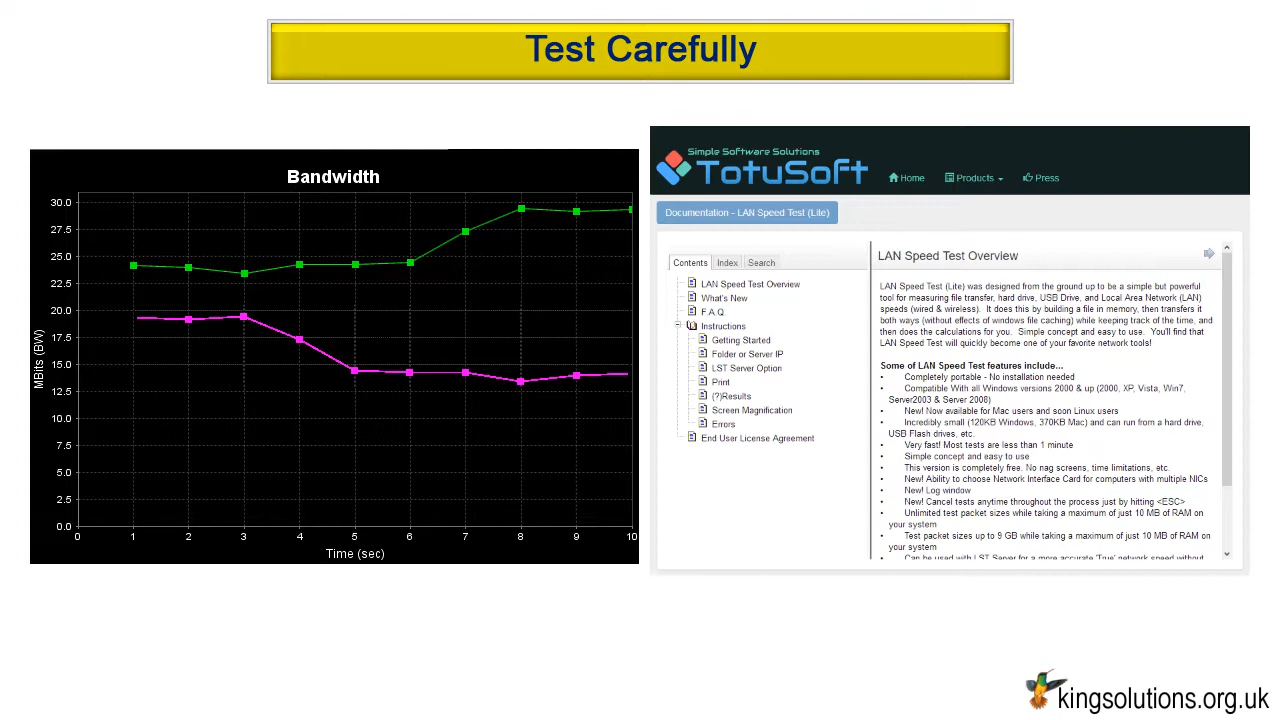 Test Carefully
Bandwidth
30.0
27.5
25.0
22.5
20.0
17.5
15.0
12.5
10.0
7.5
5.0
2.5
0.0
MBits (BW)
0 1 2 3 4 5 6 7 8 9 10
Time (sec)
Simple Software Solutions
TotuSoft
Home Products Press
Documentation - LAN Speed Test (Lite)
Contents Index Search
LAN Speed Test Overview
What's New
F.A.Q.
Instructions
Getting Started
Folder or Server IP
LST Server Option
Print
(?)Results
Screen Magnification
Errors
End User License Agreement
LAN Speed Test Overview
LAN Speed Test (Lite) was designed from the ground up to be a simple but powerful
tool for measuring file transfer, hard drive, USB Drive, and Local Area Network (LAN)
speeds (wired & wireless). It does this by building a file in memory, then transfers it
both ways (without effects of windows file caching) while keeping track of the time, and
then does the calculations for you. Simple concept and easy to use. You'll find that
LAN Speed Test will quickly become one of your favorite network tools!
Some of LAN Speed Test features include...
• Completely portable - No installation needed
• Compatible With all Windows versions 2000 & up (2000, XP, Vista, Win7,
Server2003 & Server 2008)
• New! Now available for Mac users and soon Linux users
• Incredibly small (120KB Windows, 370KB Mac) and can run from a hard drive,
USB Flash drives, etc.
• Very fast! Most tests are less than 1 minute
• Simple concept and easy to use
• This version is completely free. No nag screens, time limitations, etc.
• New! Ability to choose Network Interface Card for computers with multiple NICs
• New! Log window
• New! Cancel tests anytime throughout the process just by hitting <ESC>
• Unlimited test packet sizes while taking a maximum of just 10 MB of RAM on
your system
• Test packet sizes up to 9 GB while taking a maximum of just 10 MB of RAM on
your system
• Can be used with LST Server for a more accurate 'True' network speed without
kingsolutions.org.uk